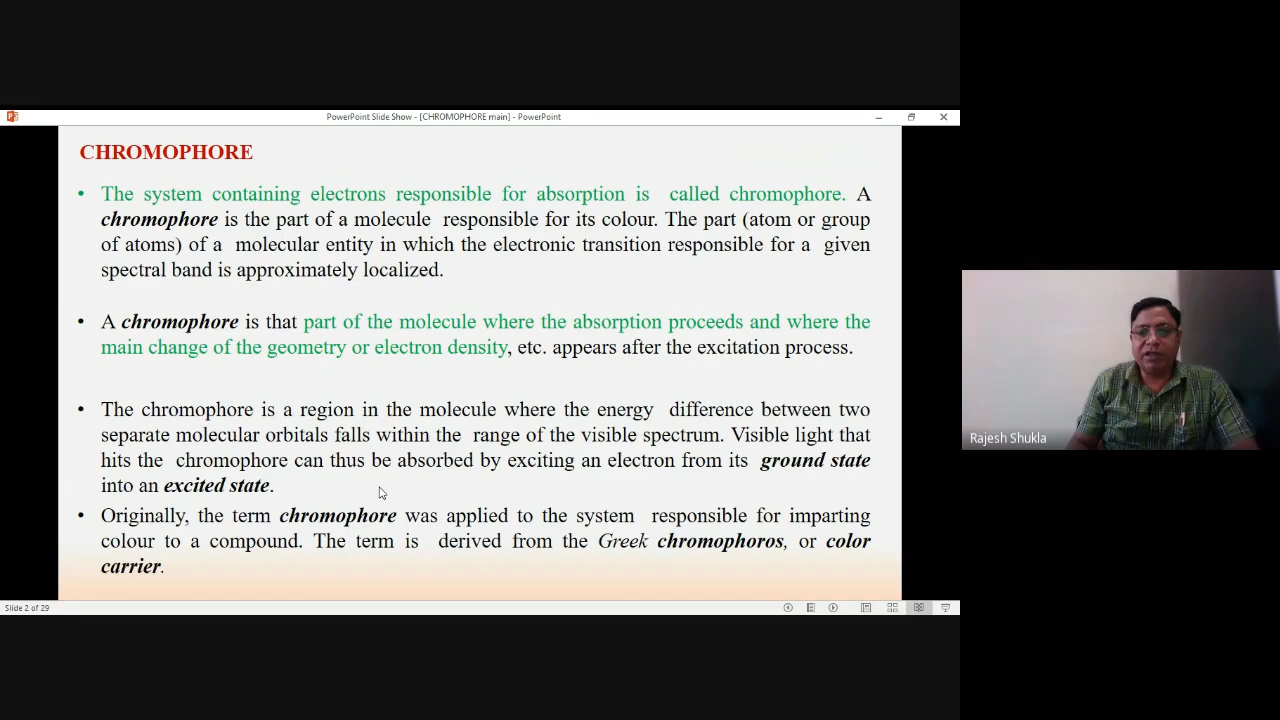 PowerPoint Slide Show - [CHROMOPHORE main] - PowerPoint
CHROMOPHORE
• The system containing electrons responsible for absorption is called chromophore. A
chromophore is the part of a molecule responsible for its colour. The part (atom or group
of atoms) of a molecular entity in which the electronic transition responsible for a given
spectral band is approximately localized.
• A chromophore is that part of the molecule where the absorption proceeds and where the
main change of the geometry or electron density, etc. appears after the excitation process.
• The chromophore is a region in the molecule where the energy difference between two
separate molecular orbitals falls within the range of the visible spectrum. Visible light that
hits the chromophore can thus be absorbed by exciting an electron from its ground state
into an excited state.
• Originally, the term chromophore was applied to the system responsible for imparting
colour to a compound. The term is derived from the Greek chromophoros, or color
carrier.
Slide 2 of 29
Rajesh Shukla